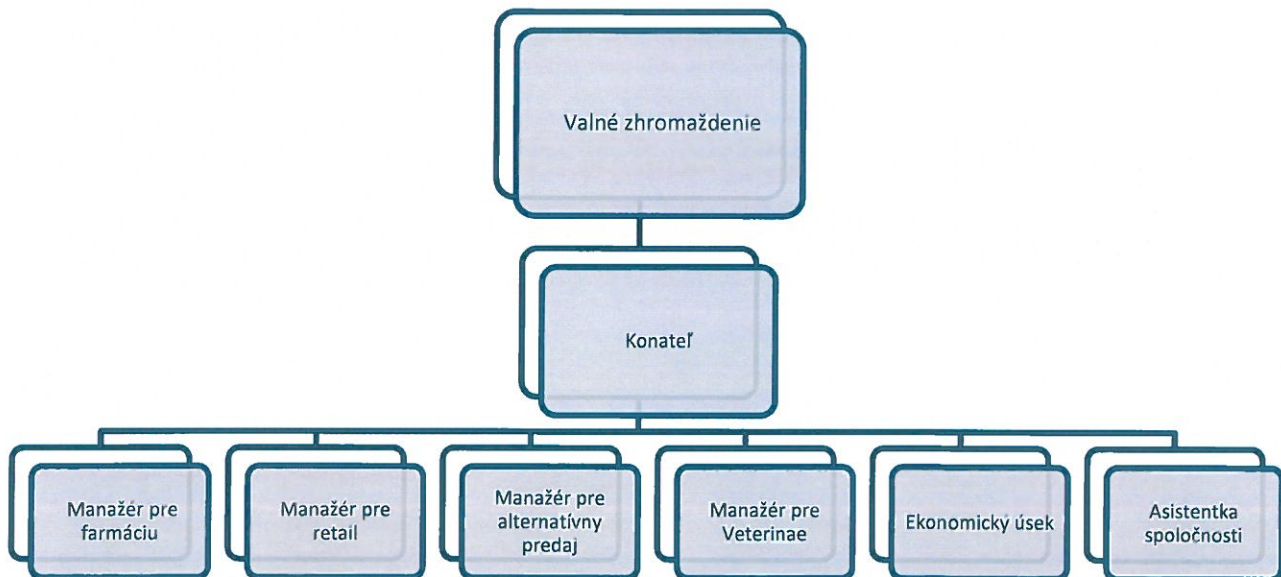 Valné zhromaždenie
Konateľ
Manažér pre
farmáciu
Manažér pre
retail
Manažér pre
alternatívny
predaj
Manažér pre
Veterinae
Ekonomický úsek
Asistentka
spoločnosti